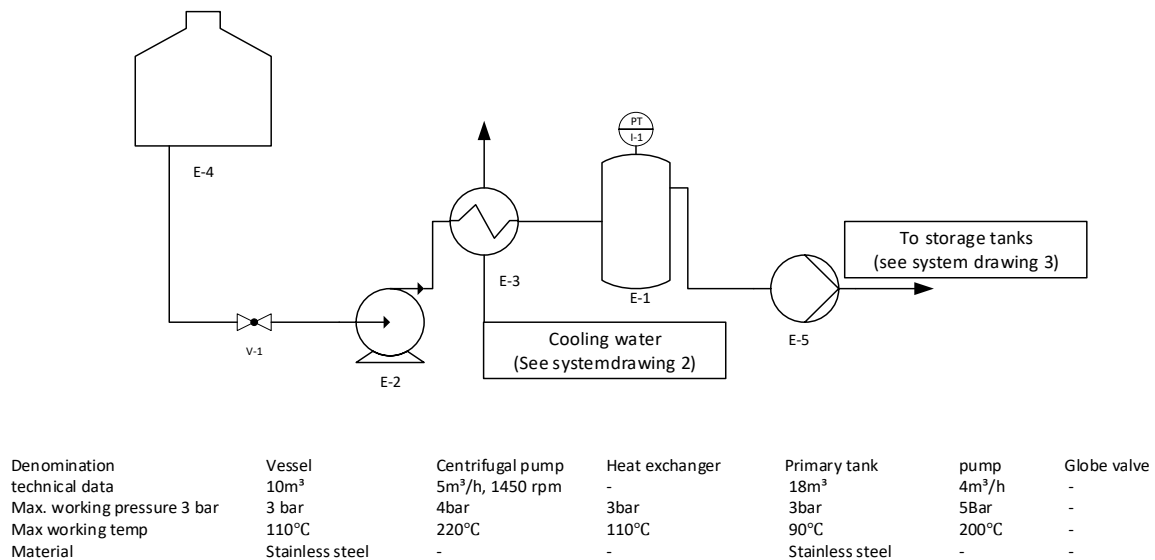 PT
I-1
E-4
To storage tanks
(see system drawing 3)
E-3
E-1
E-5
Cooling water
(See systemdrawing 2)
V-1
E-2
Denomination Vessel Centrifugal pump Heat exchanger Primary tank pump Globe valve
technical data 10m³ 5m³/h, 1450 rpm - 18m³ 4m³/h -
Max. working pressure 3 bar 3 bar 4bar 3bar 3bar 5Bar -
Max working temp 110°C 220°C 110°C 90°C 200°C -
Material Stainless steel - - Stainless steel - -